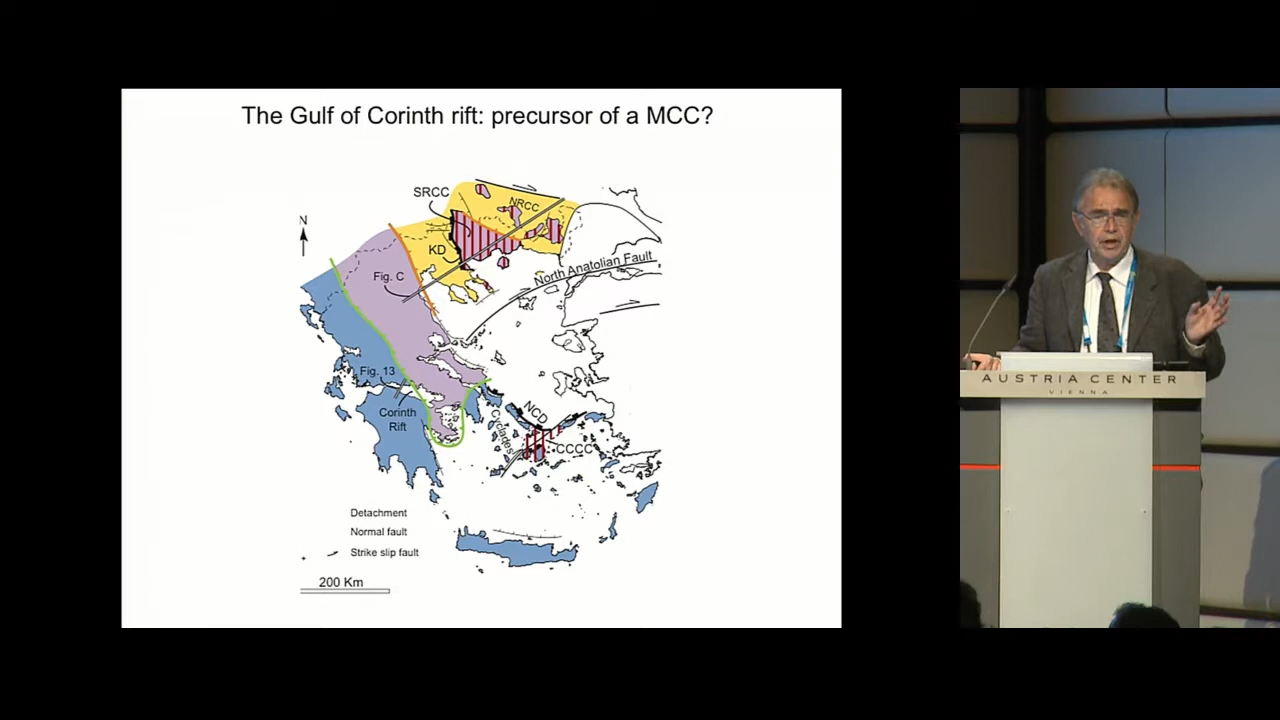 The Gulf of Corinth rift: precursor of a MCC?
SRCC
NRCC
N
KD
Fig. C
North Anatolian Fault
Fig. 13
Corinth
Rift
NCD
Cyclades
CCCC
Detachment
Normal fault
Strike slip fault
200 Km
AUSTRIA CENTER
VIENNA